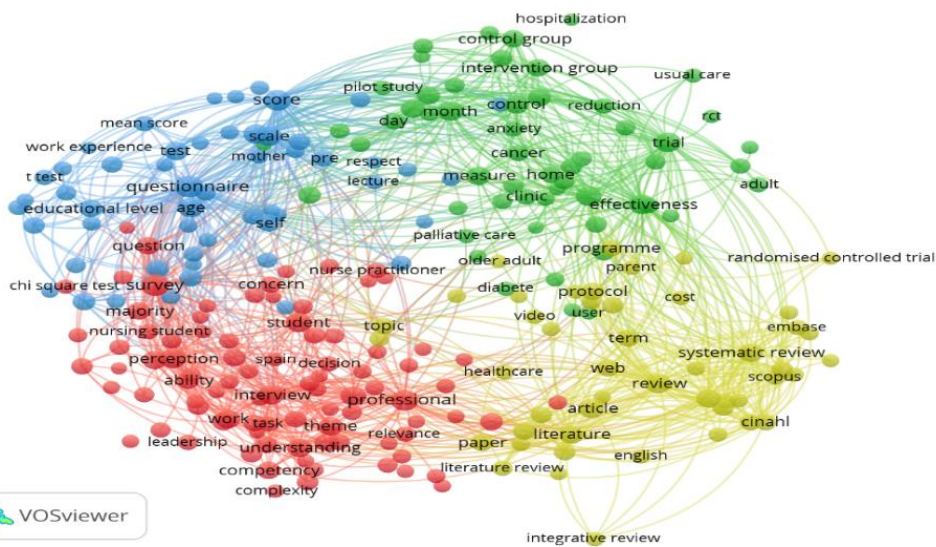 hospitalization
control group
intervention group
usual care
pilot study
score
month
control
reduction
rct
day
mean score
anxiety
scale
trial
work experience
test
mother
pre
respect
cancer
t test
lecture
measure
home
adult
questionnaire
clinic
effectiveness
educational level
age
self
palliative care
question
programme
older adult
parent
randomised controlled trial
nurse practitioner
chi square test
survey
concern
diabete
protocol
cost
majority
video
user
nursing student
student
topic
embase
term
perception
spain
decision
systematic review
healthcare
web
ability
review
scopus
interview
professional
article
work
task
theme
cinahl
relevance
literature
leadership
understanding
paper
english
competency
literature review
complexity
VOSviewer
integrative review